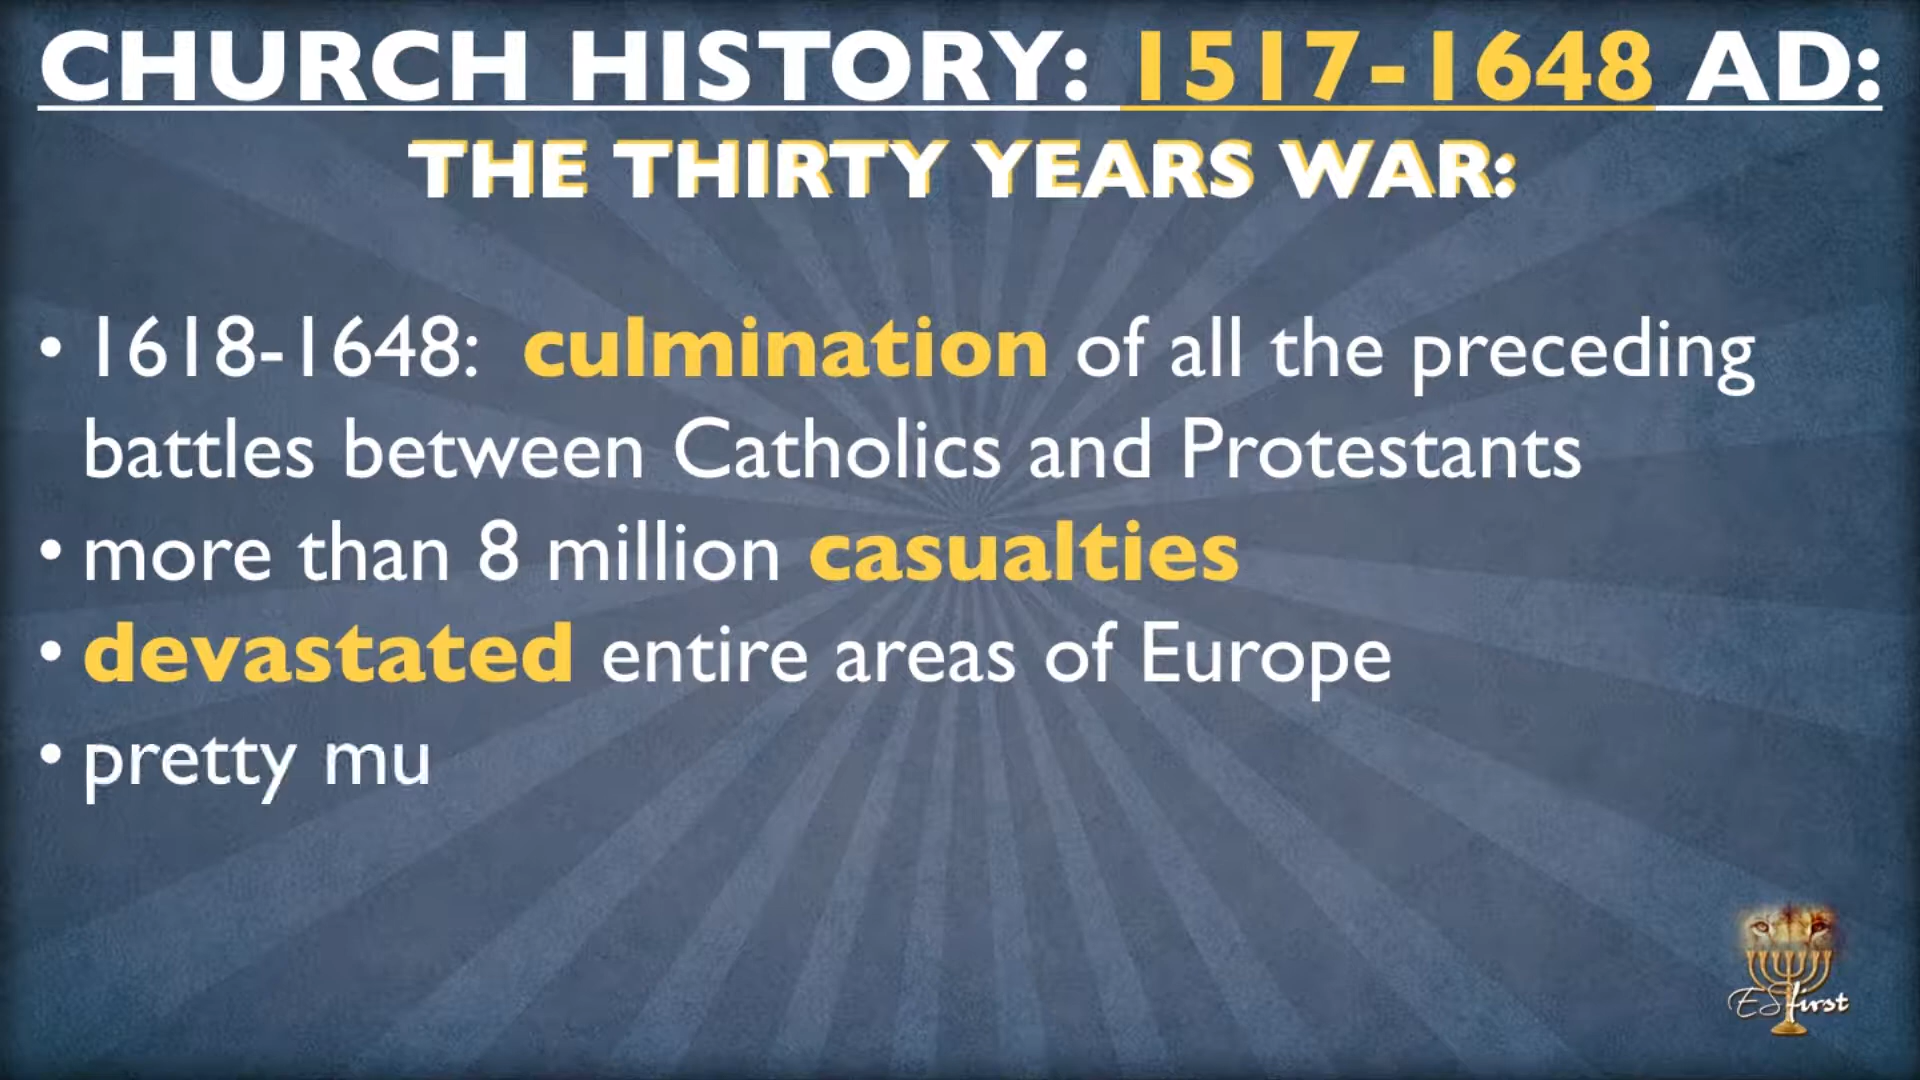 CHURCH HISTORY: 1517-1648 AD:
THE THIRTY YEARS WAR:
• 1618-1648: culmination of all the preceding
battles between Catholics and Protestants
• more than 8 million casualties
• devastated entire areas of Europe
• pretty mu
ESfirst